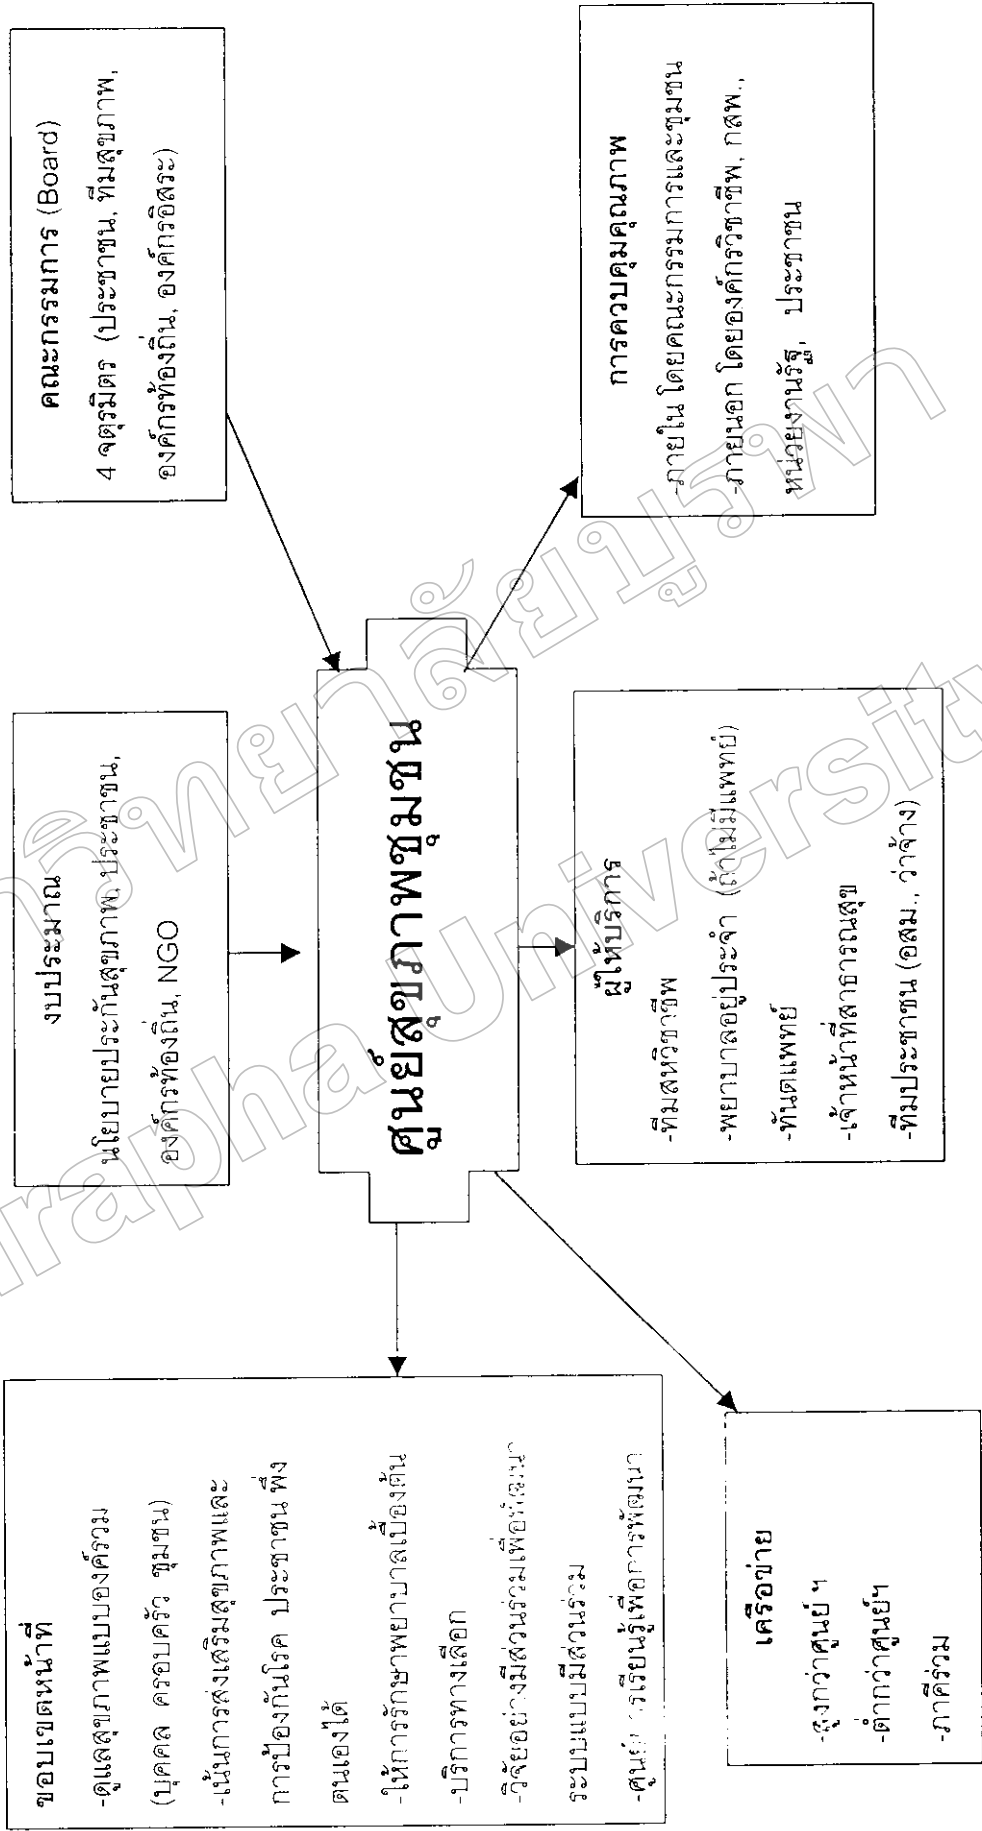 ขอบเขตหน้าที่
-ดูแลสุขภาพแบบองค์รวม
(บุคคล ครอบครัว ชุมชน)
-เน้นการส่งเสริมสุขภาพและ
การป้องกันโรค ประชาชน พึ่ง
ตนเองได้
-ให้การรักษาพยาบาลเบื้องต้น
-บริการทางเลือก
-วิจัยอย่างมีส่วนร่วมเพื่อพัฒนา
ระบบแบบมีส่วนร่วม
-ศูนย์การเรียนรู้เพื่อการพัฒนา
งบประมาณ
นโยบายประกันสุขภาพ, ประชาชน,
องค์กรท้องถิ่น, NGO
คณะกรรมการ (Board)
4 จตุรมิตร (ประชาชน, ทีมสุขภาพ,
องค์กรท้องถิ่น, องค์กรอิสระ)
ศูนย์สุขภาพชุมชน
เครือข่าย
-สูงกว่าศูนย์ ฯ
-ต่ำกว่าศูนย์ฯ
-ภาคีร่วม
ผู้ให้บริการ
-ทีมสหวิชาชีพ
-พยาบาลอยู่ประจำ (ถ้าไม่มีแพทย์)
-ทันตแพทย์
-เจ้าหน้าที่สาธารณสุข
-ทีมประชาชน (อสม., ว่าจ้าง)
การควบคุมคุณภาพ
-ภายใน โดยคณะกรรมการและชุมชน
-ภายนอก โดยองค์กรวิชาชีพ, กสพ.,
หน่วยงานรัฐ, ประชาชน
วิทยาลัยบูรพา
rapha University